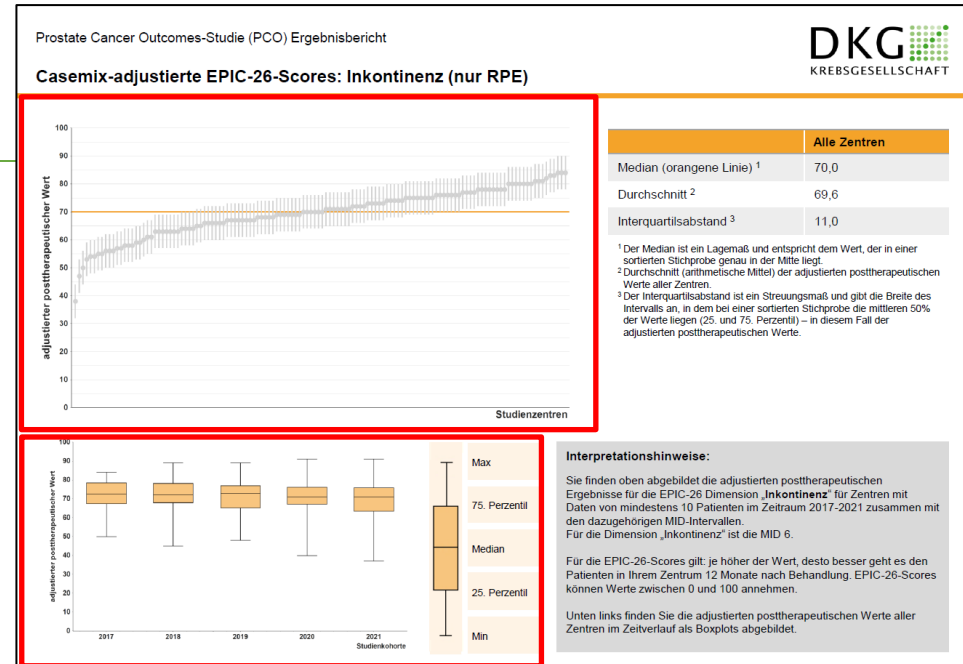 Prostate Cancer Outcomes-Studie (PCO) Ergebnisbericht
DKG
KREBSGESELLSCHAFT
Casemix-adjustierte EPIC-26-Scores: Inkontinenz (nur RPE)
adjustierter posttherapeutischer Wert
100
90
80
70
60
50
40
30
20
10
0
Studienzentren
Alle Zentren
Median (orangene Linie) 1 70,0
Durchschnitt 2 69,6
Interquartilsabstand 3 11,0
1 Der Median ist ein Lagemaß und entspricht dem Wert, der in einer
sortierten Stichprobe genau in der Mitte liegt.
2 Durchschnitt (arithmetische Mittel) der adjustierten posttherapeutischen
Werte aller Zentren.
3 Der Interquartilsabstand ist ein Streuungsmaß und gibt die Breite des
Intervalls an, in dem bei einer sortierten Stichprobe die mittleren 50%
der Werte liegen (25. und 75. Perzentil) – in diesem Fall der
adjustierten posttherapeutischen Werte.
adjustierter posttherapeutischer Wert
100
90
80
70
60
50
40
30
20
10
0
2017 2018 2019 2020 2021
Studienkohorte
Max
75. Perzentil
Median
25. Perzentil
Min
Interpretationshinweise:
Sie finden oben abgebildet die adjustierten posttherapeutischen
Ergebnisse für die EPIC-26 Dimension „Inkontinenz“ für Zentren mit
Daten von mindestens 10 Patienten im Zeitraum 2017-2021 zusammen mit
den dazugehörigen MID-Intervallen.
Für die Dimension „Inkontinenz“ ist die MID 6.
Für die EPIC-26-Scores gilt: je höher der Wert, desto besser geht es den
Patienten in Ihrem Zentrum 12 Monate nach Behandlung. EPIC-26-Scores
können Werte zwischen 0 und 100 annehmen.
Unten links finden Sie die adjustierten posttherapeutischen Werte aller
Zentren im Zeitverlauf als Boxplots abgebildet.